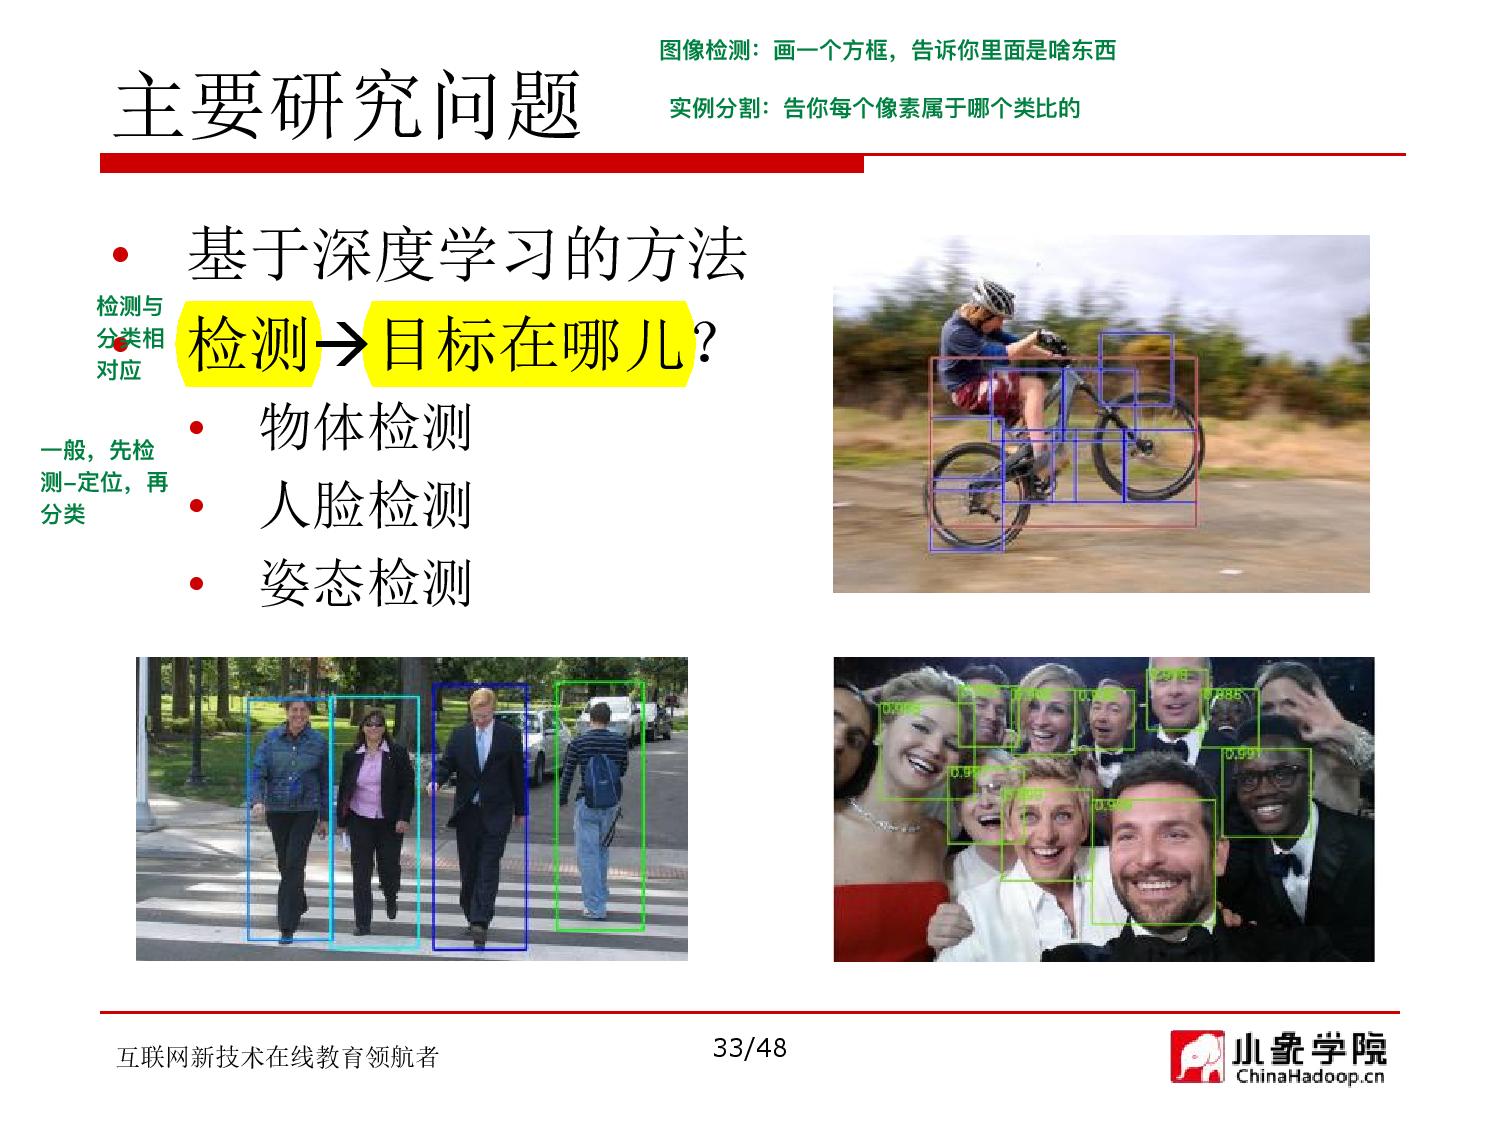 图像检测：画一个方框，告诉你里面是啥东西
主要研究问题
实例分割：告你每个像素属于哪个类比的
• 基于深度学习的方法
检测与
分类相
对应
• 检测→目标在哪儿？
• 物体检测
一般，先检
测–定位，再
分类
• 人脸检测
• 姿态检测
0.985
0.991
互联网新技术在线教育领航者
33/48
小象学院
ChinaHadoop.cn